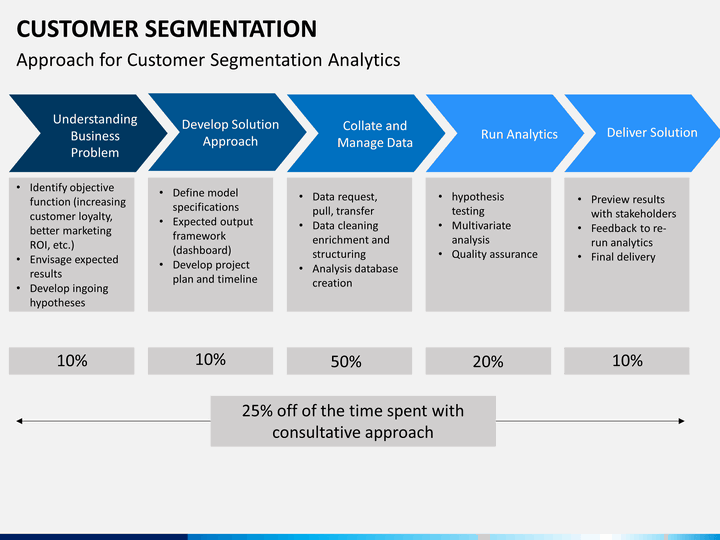 CUSTOMER SEGMENTATION
Approach for Customer Segmentation Analytics
Understanding
Business
Problem
Develop Solution
Approach
Collate and
Manage Data
Run Analytics
Deliver Solution
• Identify objective
function (increasing
customer loyalty,
better marketing
ROI, etc.)
• Envisage expected
results
• Develop ingoing
hypotheses
• Define model
specifications
• Expected output
framework
(dashboard)
• Develop project
plan and timeline
• Data request,
pull, transfer
• Data cleaning
enrichment and
structuring
• Analysis database
creation
• hypothesis
testing
• Multivariate
analysis
• Quality assurance
• Preview results
with stakeholders
• Feedback to re-
run analytics
• Final delivery
10%
10%
50%
20%
10%
25% off of the time spent with
consultative approach